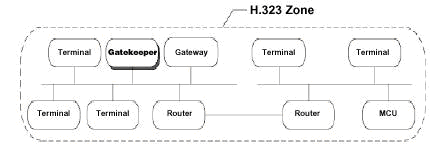 H.323 Zone
Terminal
Gatekeeper
Gateway
Terminal
Terminal
Terminal
Terminal
Router
Router
MCU